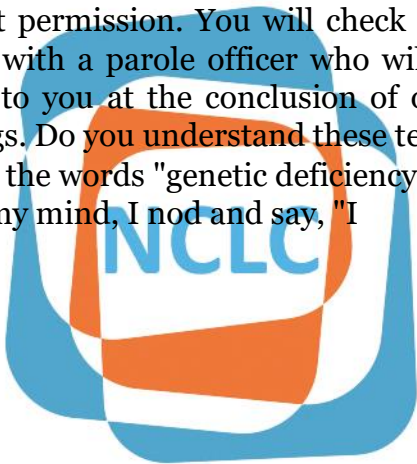 t permission. You will check
with a parole officer who wil
to you at the conclusion of
gs. Do you understand these te
the words "genetic deficiency
ny mind, I nod and say, "I
NCLC